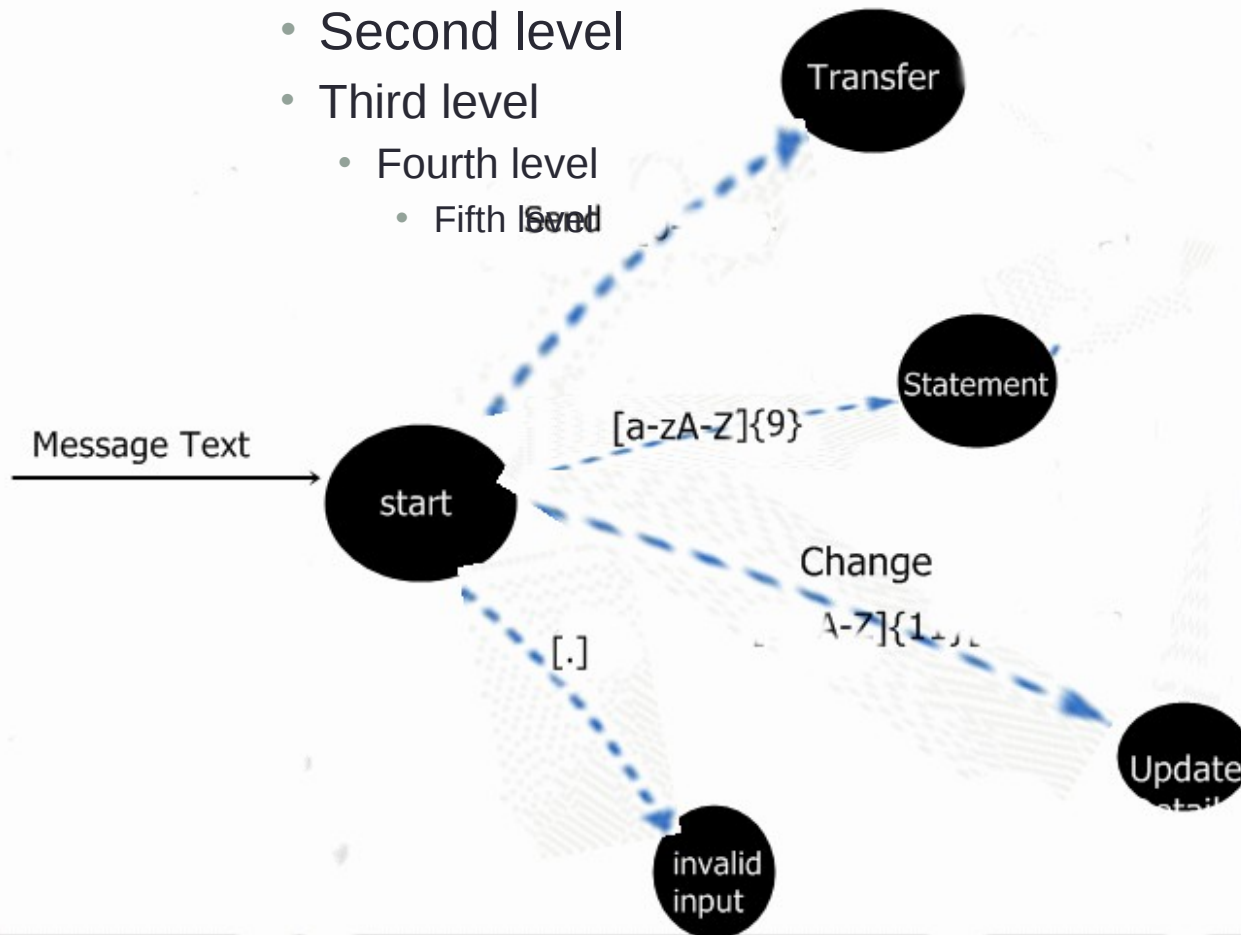 Second level
Transfer
Third level
Fourth level
Fifth level
Statement
[a-zA-Z]{9}
Message Text
start
Change
[.]
Update
invalid
input